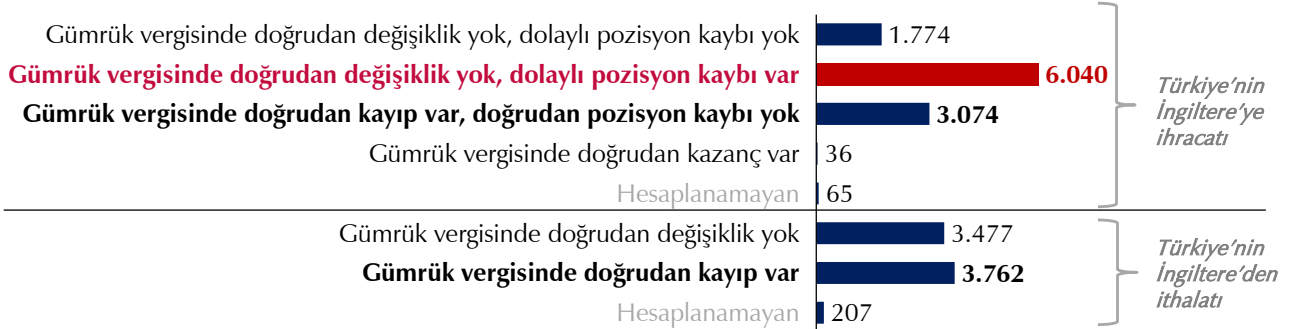 Gümrük vergisinde doğrudan değişiklik yok, dolaylı pozisyon kaybı yok 1.774
Gümrük vergisinde doğrudan değişiklik yok, dolaylı pozisyon kaybı var 6.040
Gümrük vergisinde doğrudan kayıp var, doğrudan pozisyon kaybı yok 3.074
Gümrük vergisinde doğrudan kazanç var 36
Hesaplanamayan 65
Türkiye'nin
İngiltere'ye
ihracatı
Gümrük vergisinde doğrudan değişiklik yok 3.477
Gümrük vergisinde doğrudan kayıp var 3.762
Hesaplanamayan 207
Türkiye'nin
İngiltere'den
ithalatı